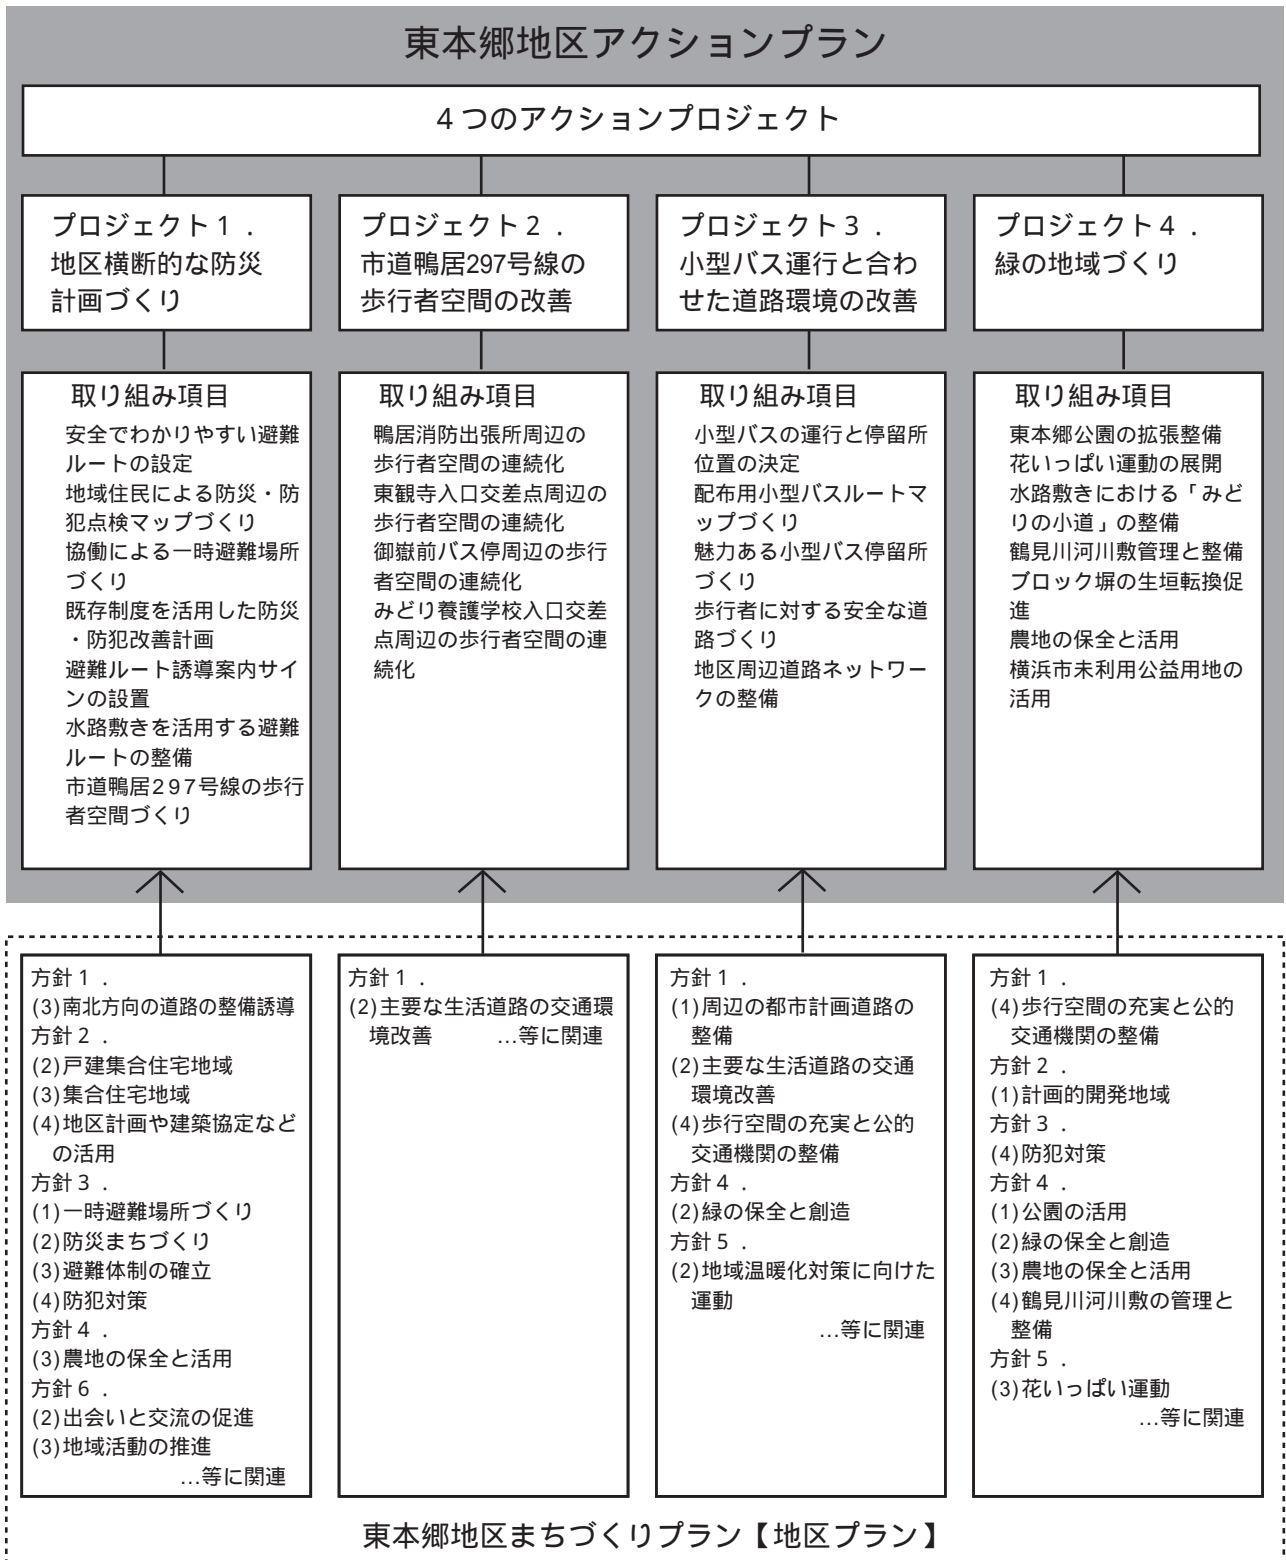 東本郷地区アクションプラン
４つのアクションプロジェクト
プロジェクト１．
地区横断的な防災
計画づくり
プロジェクト２．
市道鴨居297号線の
歩行者空間の改善
プロジェクト３．
小型バス運行と合わ
せた道路環境の改善
プロジェクト４．
緑の地域づくり
取り組み項目
安全でわかりやすい避難
ルートの設定
地域住民による防災・防
犯点検マップづくり
協働による一時避難場所
づくり
既存制度を活用した防災
・防犯改善計画
避難ルート誘導案内サイ
ンの設置
水路敷きを活用する避難
ルートの整備
市道鴨居297号線の歩行
者空間づくり
取り組み項目
鴨居消防出張所周辺の
歩行者空間の連続化
東観寺入口交差点周辺の
歩行者空間の連続化
御嶽前バス停周辺の歩行
者空間の連続化
みどり養護学校入口交差
点周辺の歩行者空間の連
続化
取り組み項目
小型バスの運行と停留所
位置の決定
配布用小型バスルートマ
ップづくり
魅力ある小型バス停留所
づくり
歩行者に対する安全な道
路づくり
地区周辺道路ネットワー
クの整備
取り組み項目
東本郷公園の拡張整備
花いっぱい運動の展開
水路敷きにおける「みど
りの小道」の整備
鶴見川河川敷管理と整備
ブロック塀の生垣転換促
進
農地の保全と活用
横浜市未利用公益用地の
活用
方針１．
(3)南北方向の道路の整備誘導
方針２．
(2)戸建集合住宅地域
(3)集合住宅地域
(4)地区計画や建築協定など
の活用
方針３．
(1)一時避難場所づくり
(2)防災まちづくり
(3)避難体制の確立
(4)防犯対策
方針４．
(3)農地の保全と活用
方針６．
(2)出会いと交流の促進
(3)地域活動の推進
…等に関連
方針１．
(2)主要な生活道路の交通環
境改善 …等に関連
方針１．
(1)周辺の都市計画道路の
整備
(2)主要な生活道路の交通
環境改善
(4)歩行空間の充実と公的
交通機関の整備
方針４．
(2)緑の保全と創造
方針５．
(2)地域温暖化対策に向けた
運動
…等に関連
方針１．
(4)歩行空間の充実と公的
交通機関の整備
方針２．
(1)計画的開発地域
方針３．
(4)防犯対策
方針４．
(1)公園の活用
(2)緑の保全と創造
(3)農地の保全と活用
(4)鶴見川河川敷の管理と
整備
方針５．
(3)花いっぱい運動
…等に関連
東本郷地区まちづくりプラン【地区プラン】